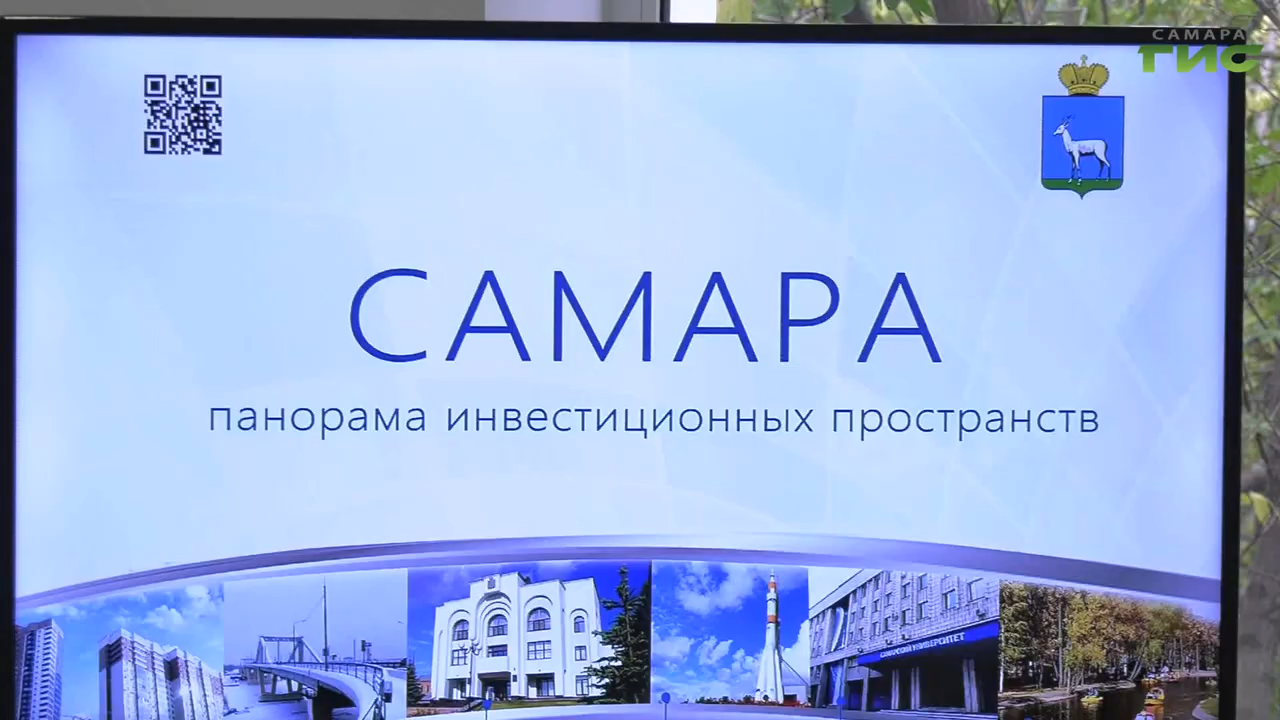 САМАРА
ГИС
САМАРА
панорама инвестиционных пространств
САМАРСКИЙ УНИВЕРСИТЕТ